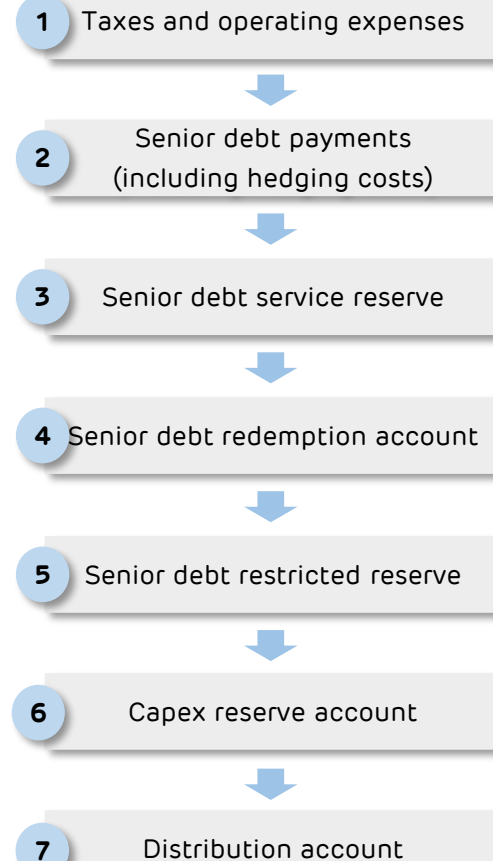 1 Taxes and operating expenses
2 Senior debt payments
(including hedging costs)
3 Senior debt service reserve
4 Senior debt redemption account
5 Senior debt restricted reserve
6 Capex reserve account
7 Distribution account